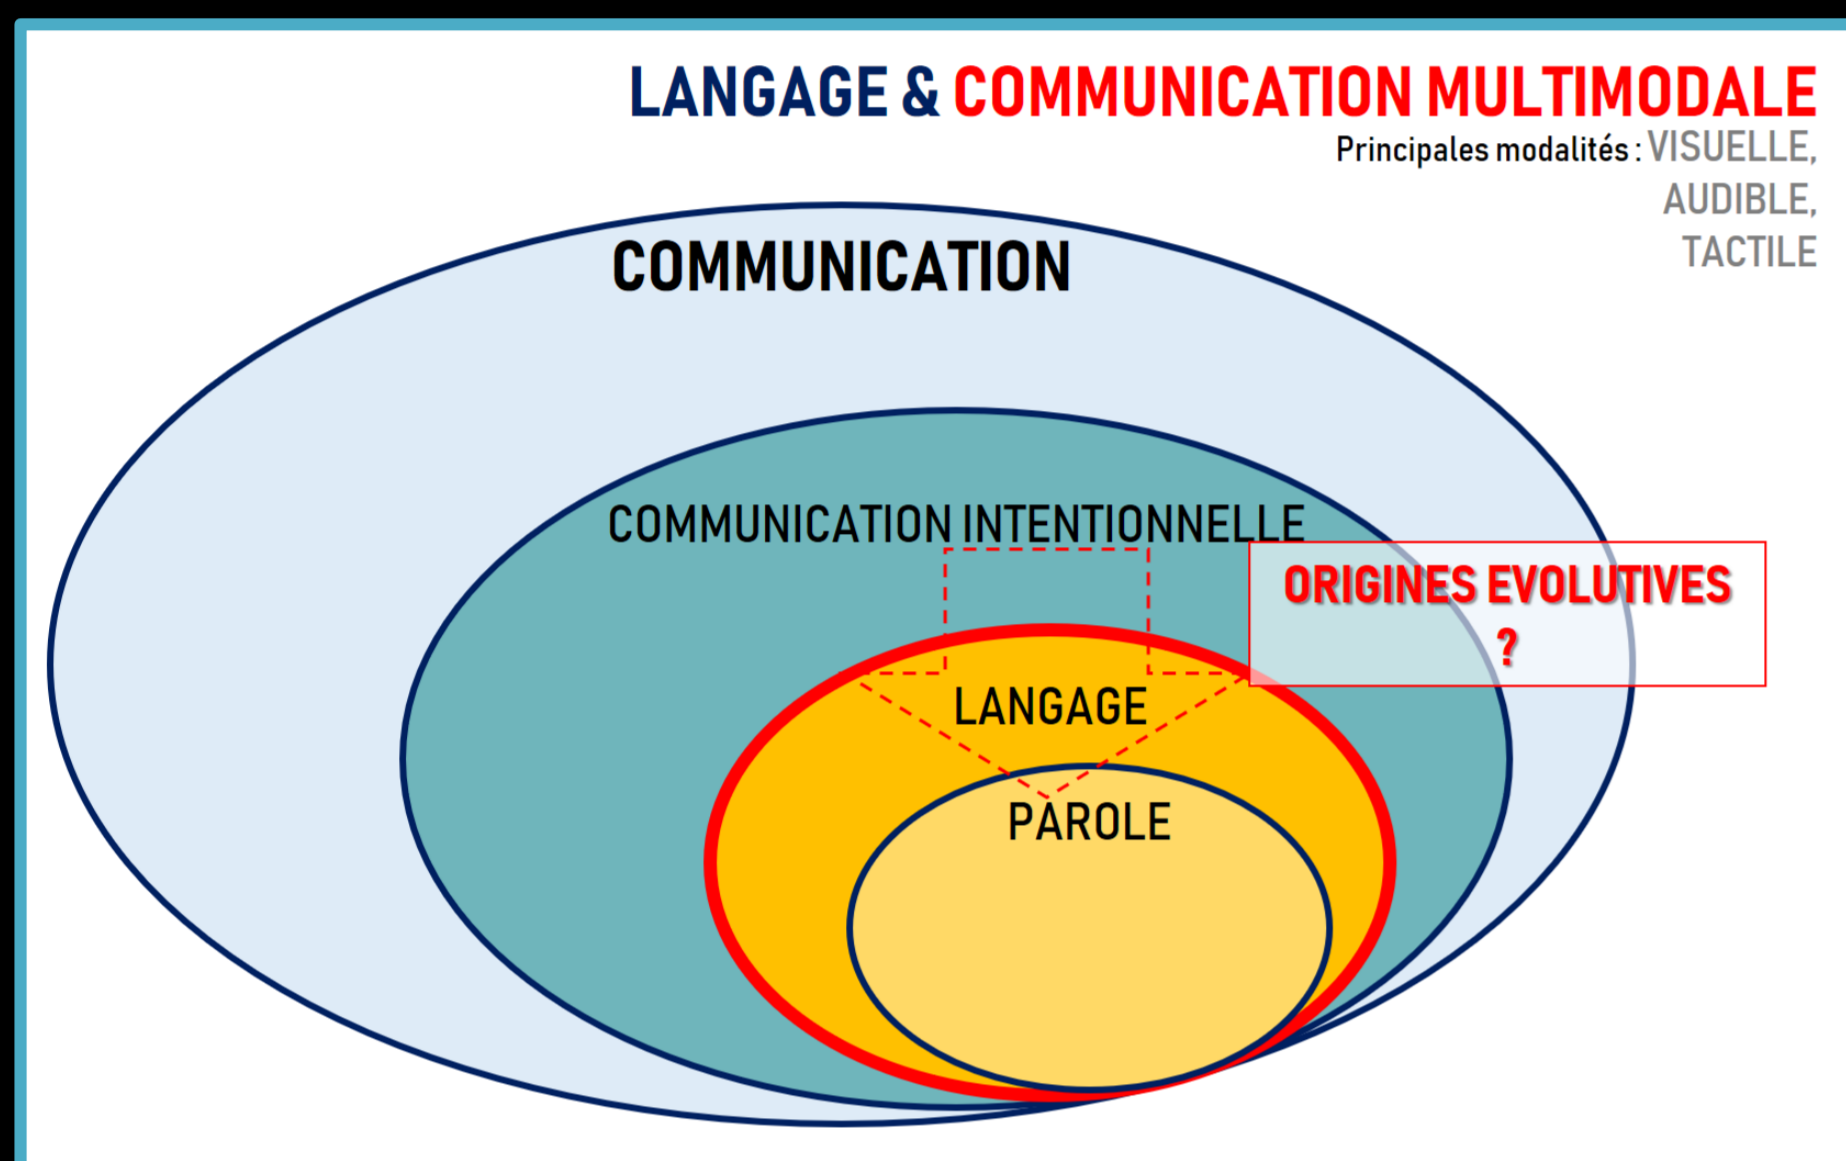 LANGAGE & COMMUNICATION MULTIMODALE
Principales modalités : VISUELLE,
AUDIBLE,
TACTILE
COMMUNICATION
COMMUNICATION INTENTIONNELLE
ORIGINES EVOLUTIVES
?
LANGAGE
PAROLE